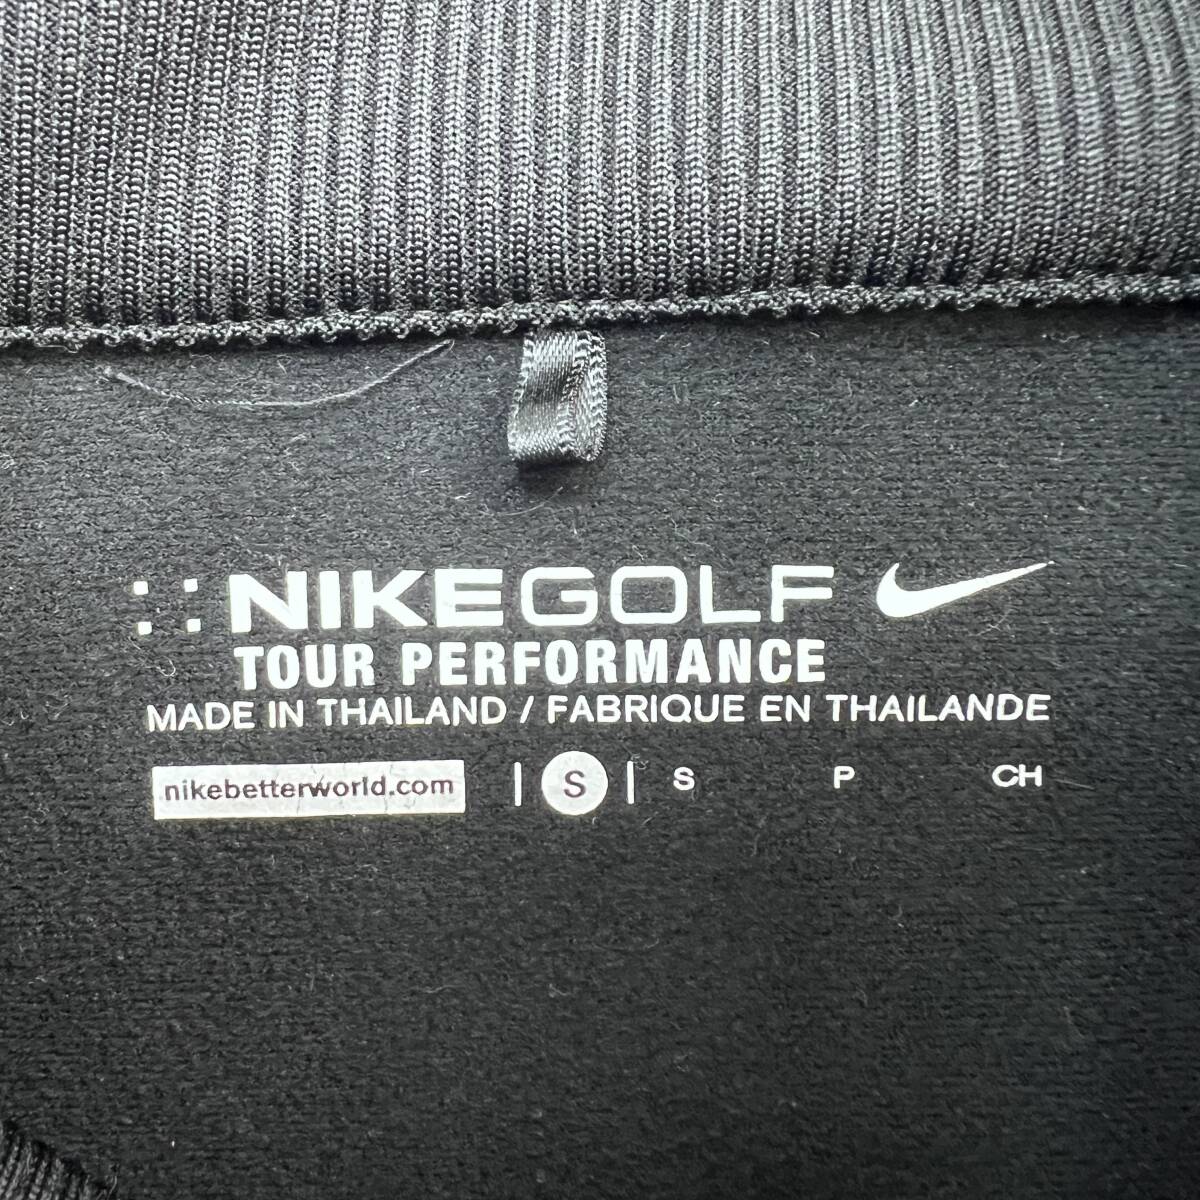 NIKEGOLF
TOUR PERFORMANCE
MADE IN THAILAND / FABRIQUE EN THAILANDE
nikebetterworld.com | S | S P CH